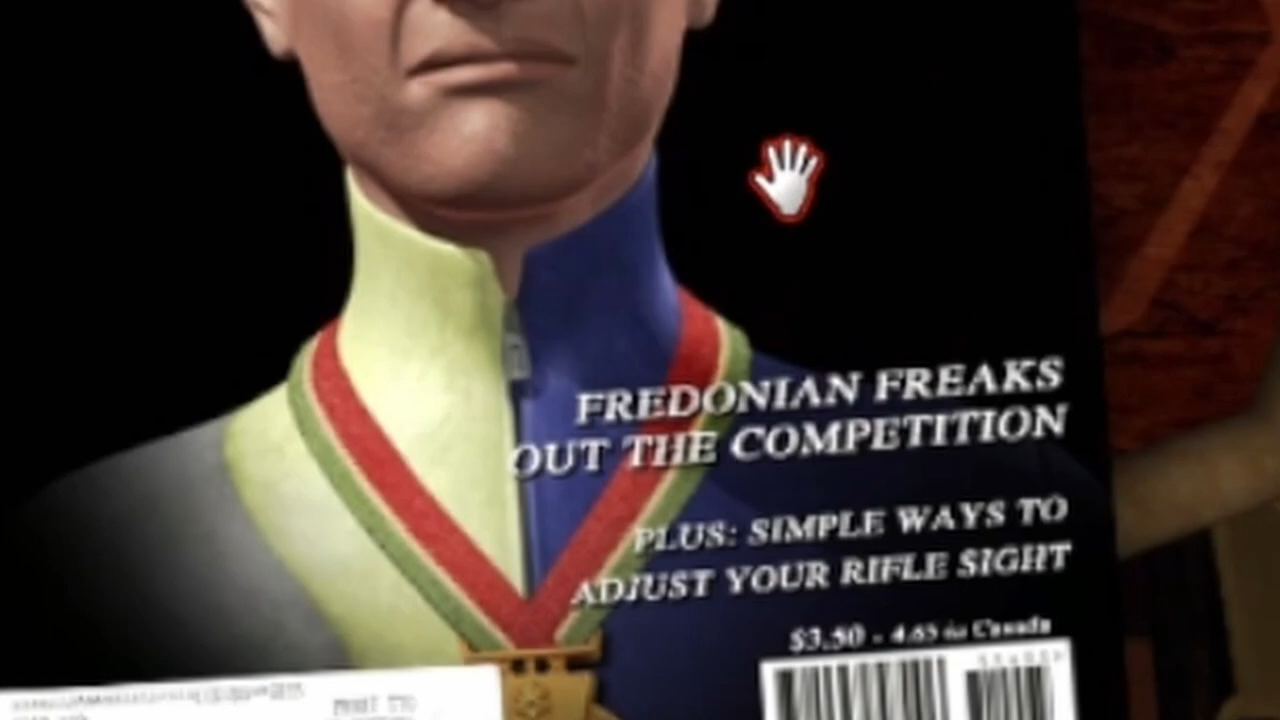 FREDONIAN FREAKS
OUT THE COMPETITION
PLUS: SIMPLE WAYS TO
ADJUST YOUR RIFLE SIGHT
$3.50 - 4.65 in Canada